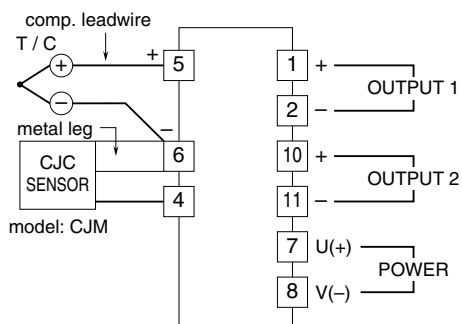 comp. leadwire
T / C
+ + 5 1 +
OUTPUT 1
2 –
– –
metal leg
6 10 +
CJC
SENSOR
OUTPUT 2
4 11 –
model: CJM
7 U(+)
POWER
8 V(–)